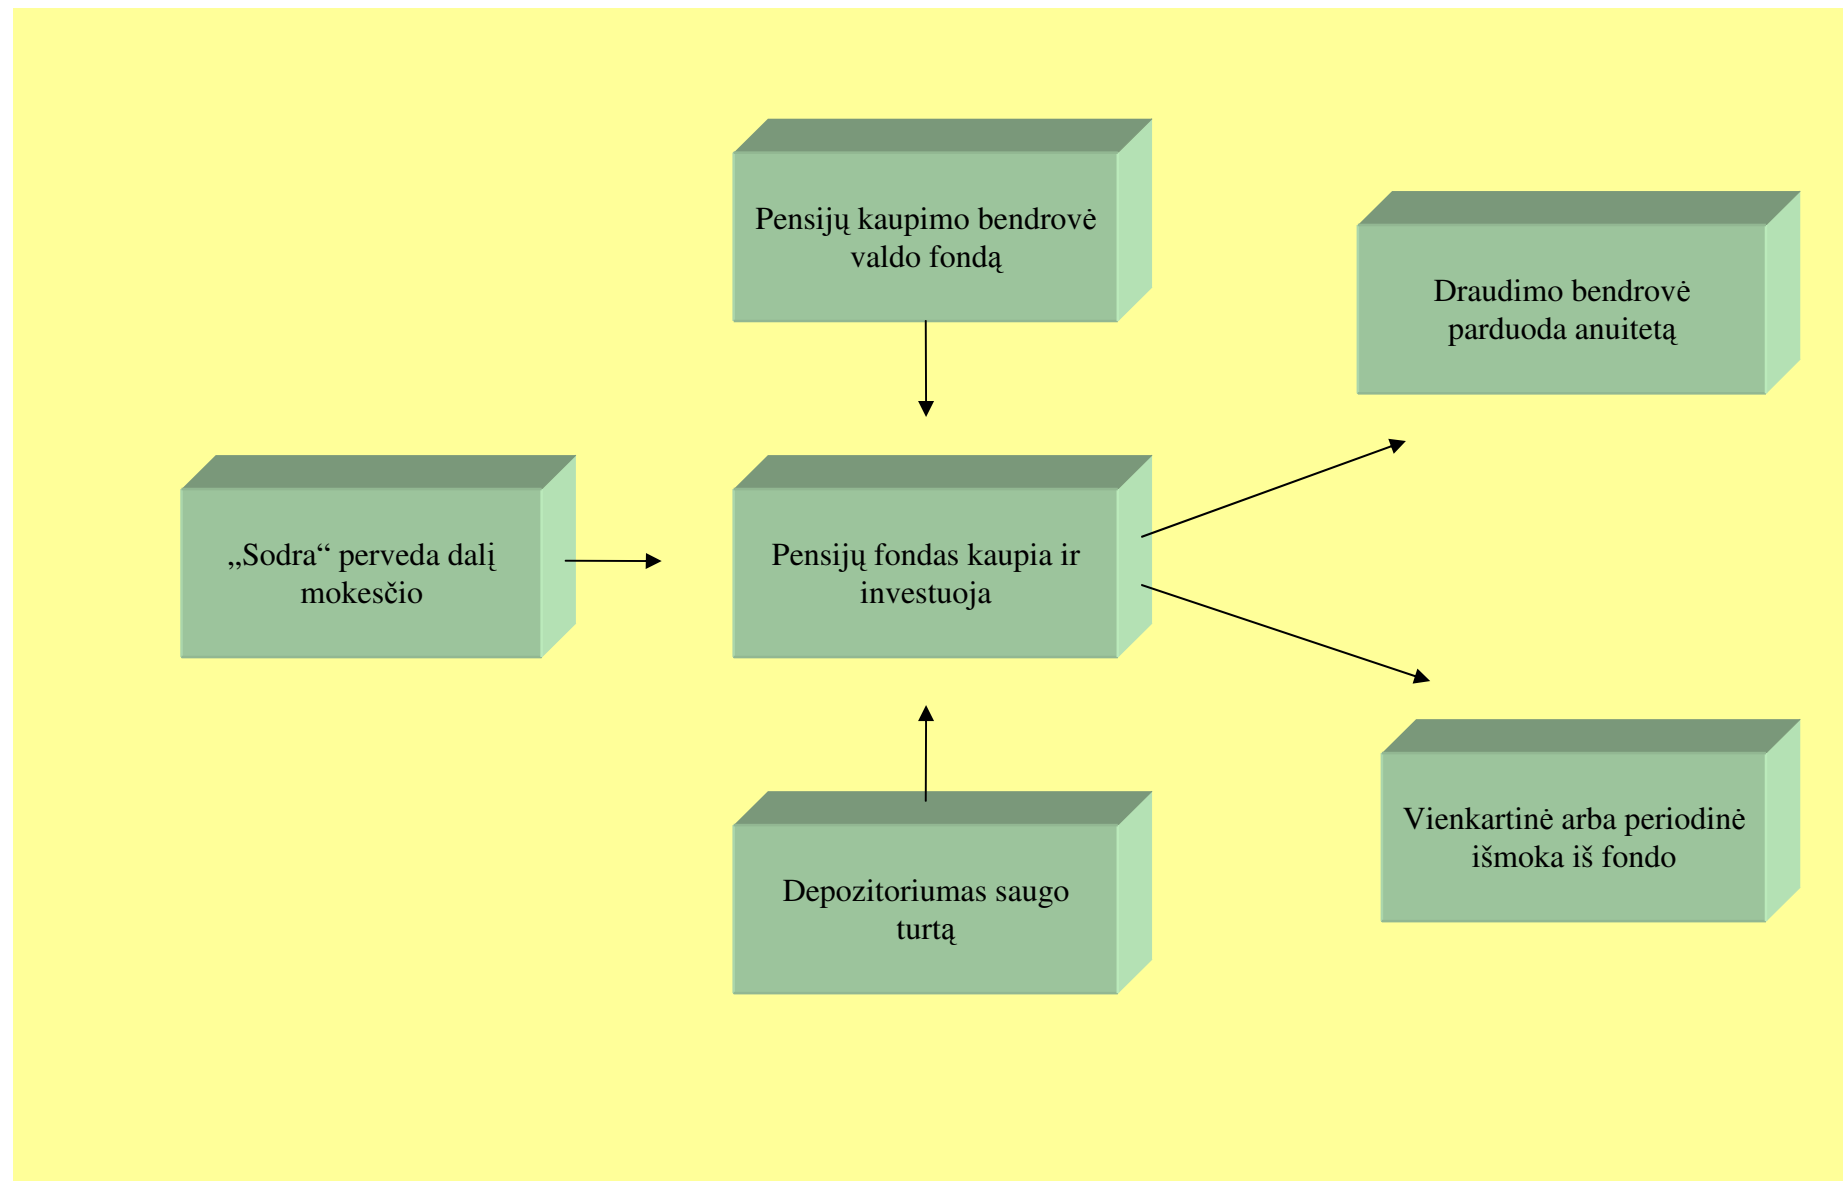 Pensijų kaupimo bendrovė
valdo fondą
Draudimo bendrovė
parduoda anuitetą
„Sodra“ perveda dalį
mokesčio
Pensijų fondas kaupia ir
investuoja
Vienkartinė arba periodinė
išmoka iš fondo
Depozitoriumas saugo
turtą